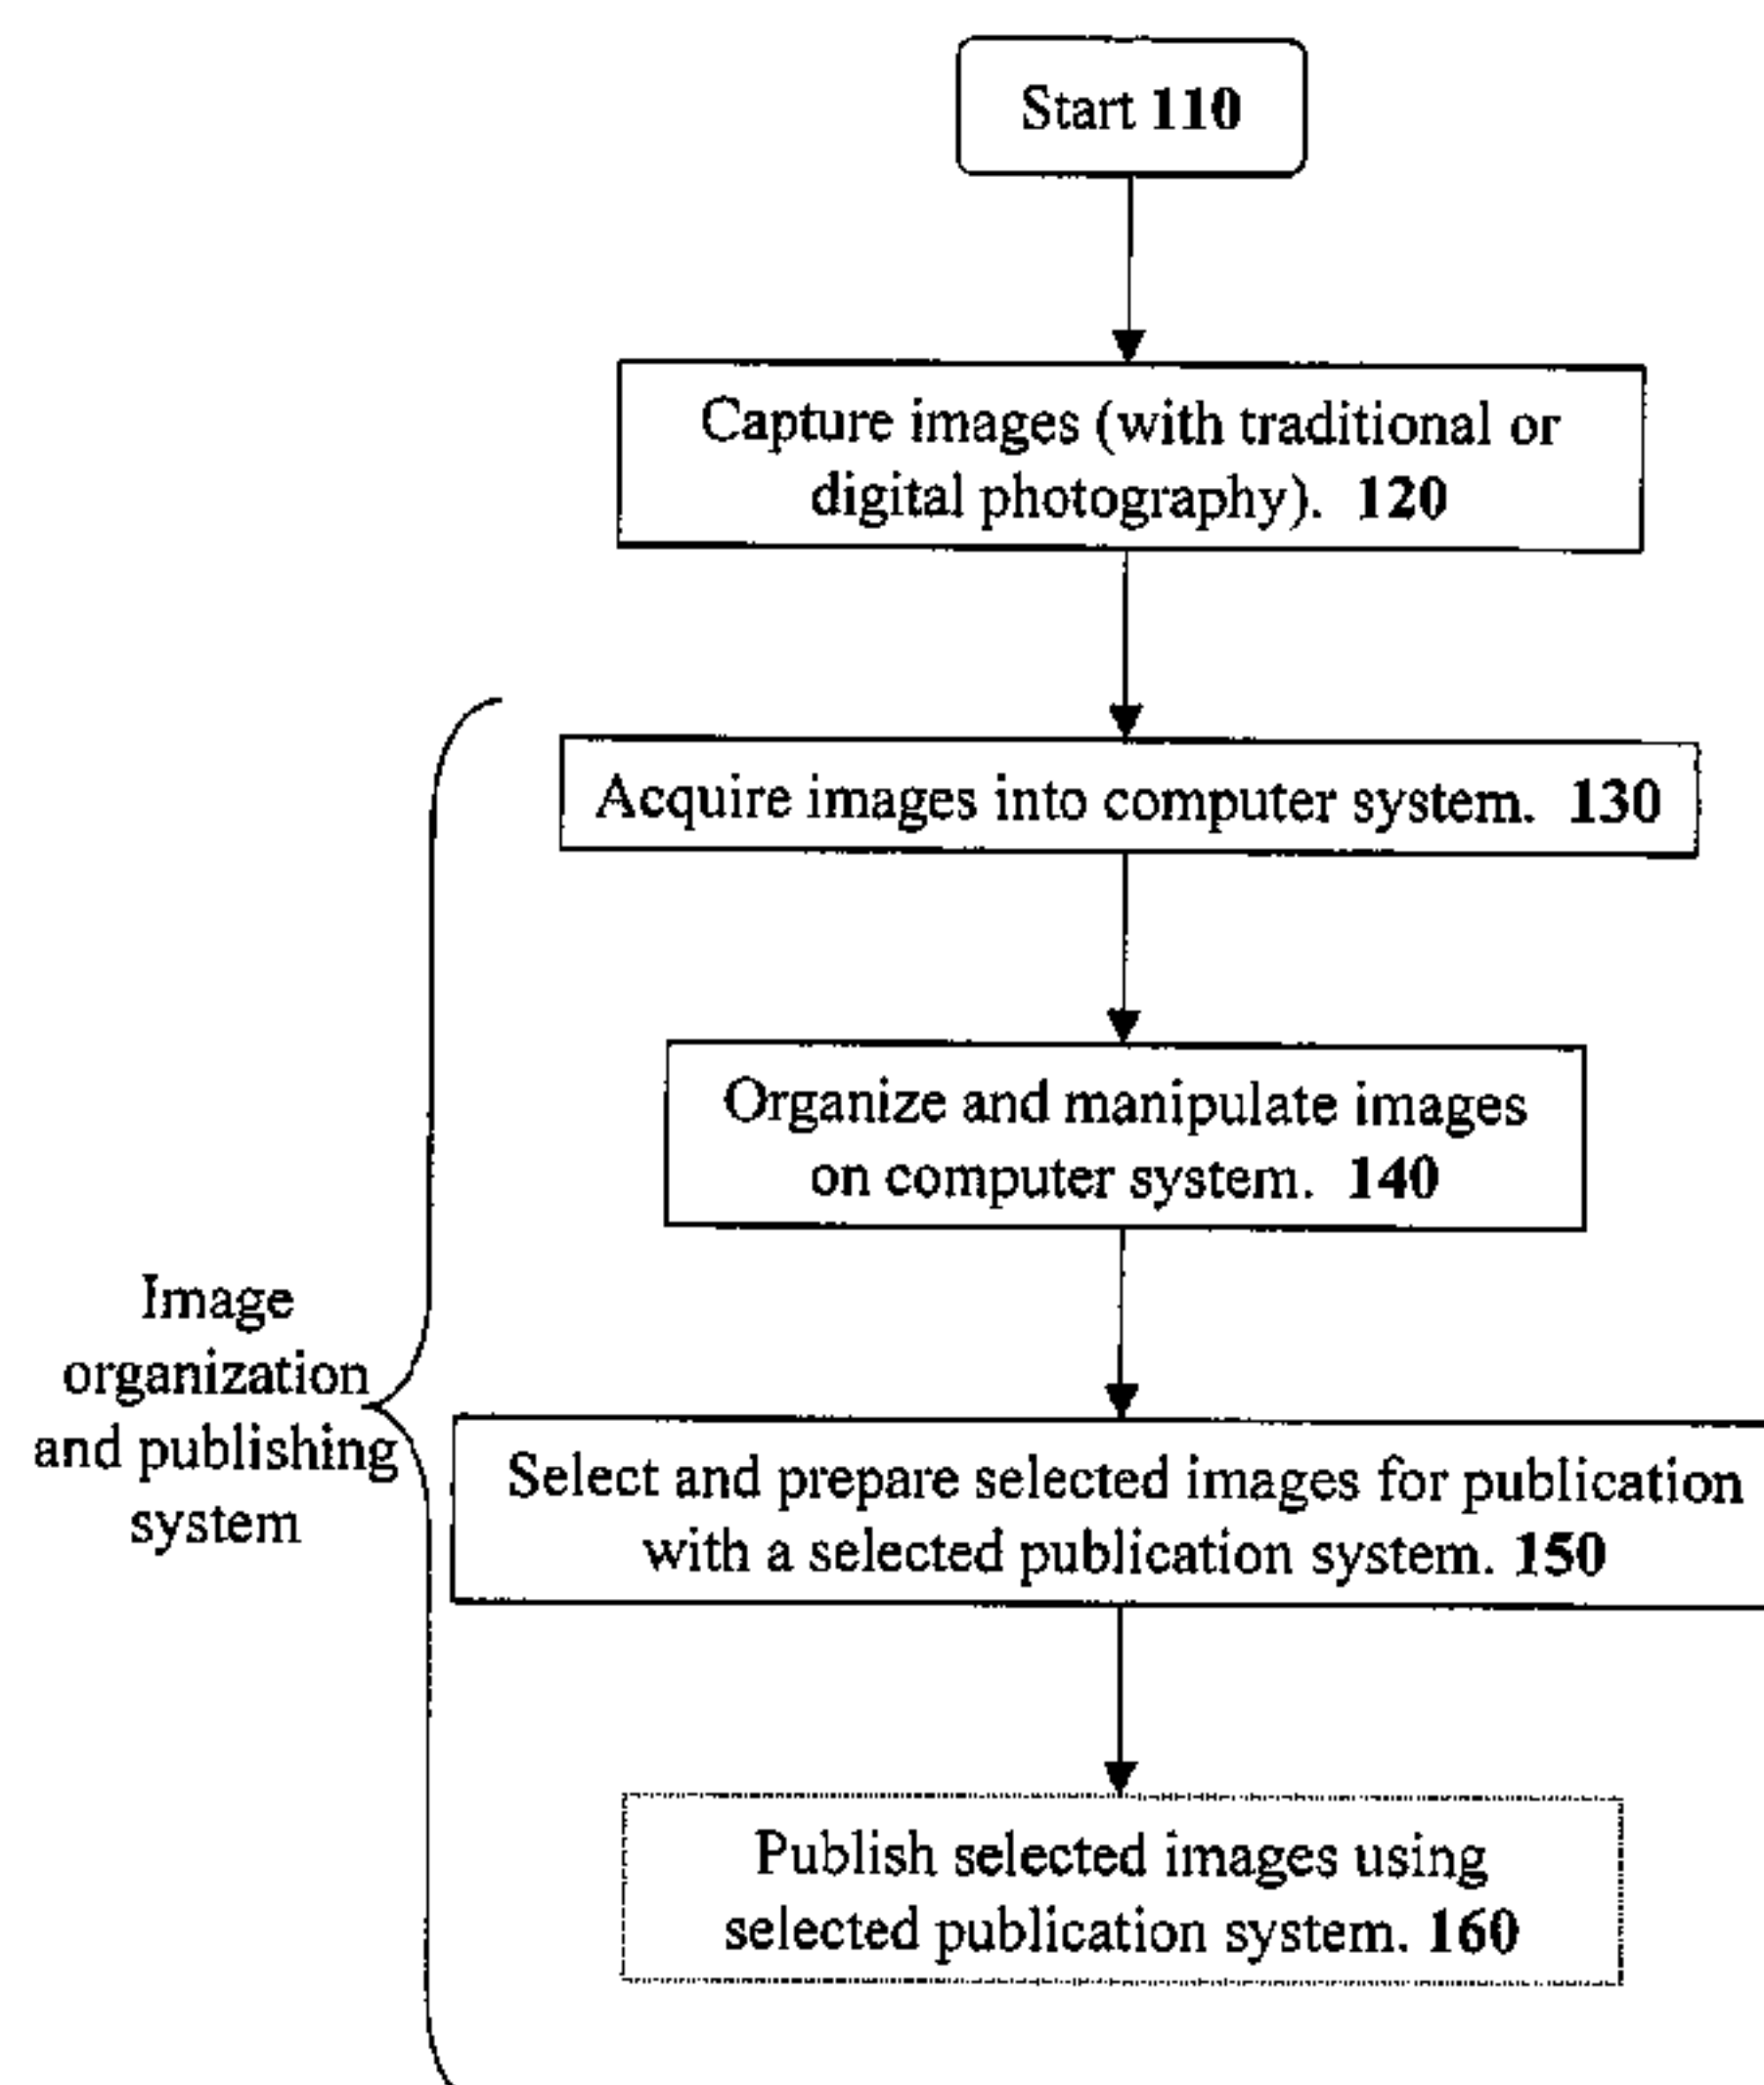 Start 110
Capture images (with traditional or
digital photography). 120
Acquire images into computer system. 130
Organize and manipulate images
on computer system. 140
Image
organization
and publishing
system
Select and prepare selected images for publication
with a selected publication system. 150
Publish selected images using
selected publication system. 160